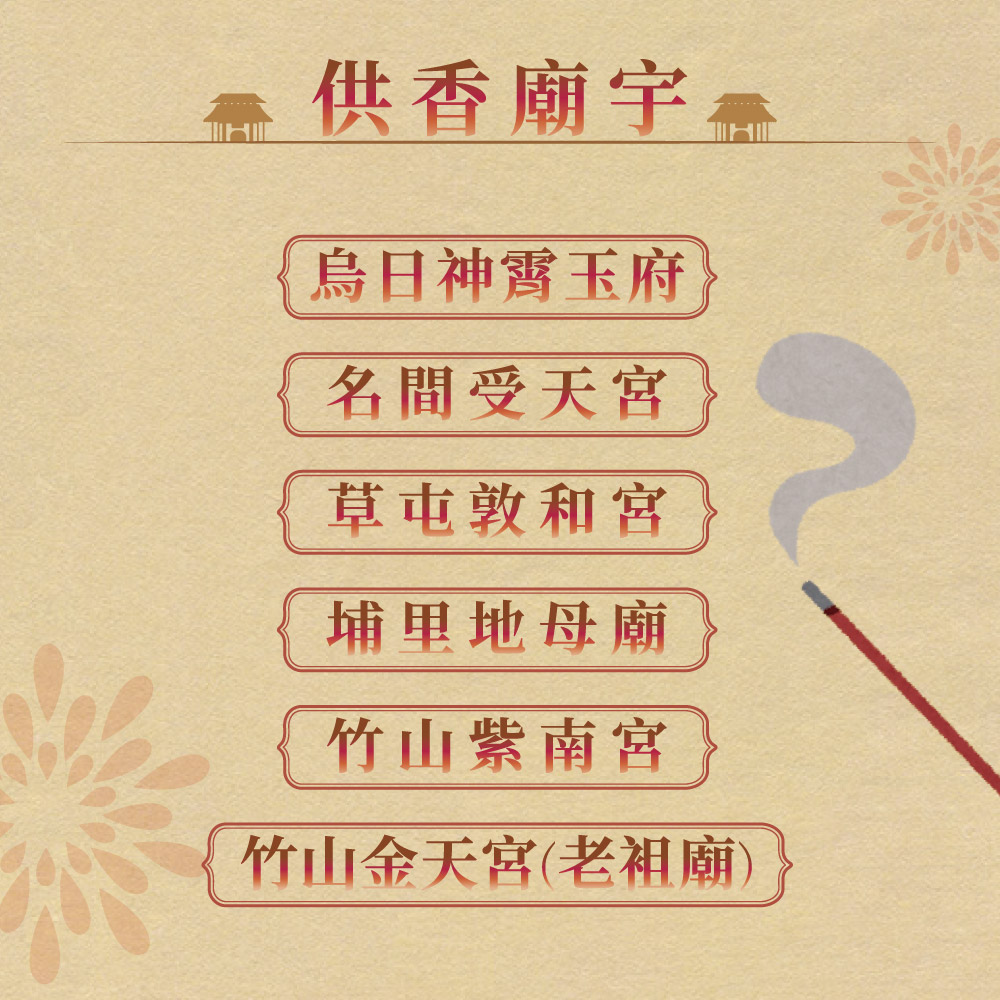 供香廟宇
烏日神霄玉府
名間受天宮
草屯敦和宮
埔里地母廟
竹山紫南宮
竹山金天宮(老祖廟)